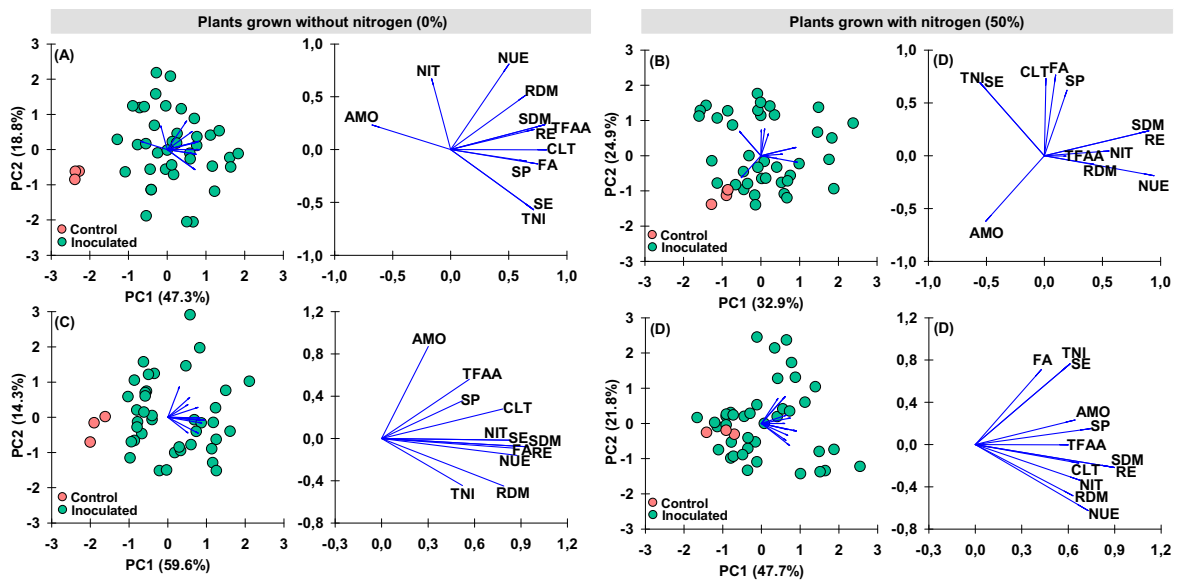 Plants grown without nitrogen (0%)
Plants grown with nitrogen (50%)
(A)
PC2 (18.8%)
3
2
1
0
-1
-2
-3
Control
Inoculated
-3 -2 -1 0 1 2 3
PC1 (47.3%)
1,0
0,5
0,0
-0,5
-1,0
NIT
NUE
AMO
RDM
SDM
TFAA
RE
CLT
FA
SP
SE
TNI
-1,0 -0,5 0,0 0,5 1,0
(B)
PC2 (24.9%)
3
2
1
0
-1
-2
-3
Control
Inoculated
-3 -2 -1 0 1 2 3
PC1 (32.9%)
(D)
1,0
0,5
0,0
-0,5
-1,0
TNI
SE
CLT
FA
SP
SDM
RE
TFAA
NIT
RDM
NUE
AMO
-1,0 -0,5 0,0 0,5 1,0
(C)
PC2 (14.3%)
3
2
1
0
-1
-2
-3
Control
Inoculated
-3 -2 -1 0 1 2 3
PC1 (59.6%)
1,2
0,8
0,4
0,0
-0,4
-0,8
AMO
TFAA
SP
CLT
NIT
SE
SDM
FA
RE
NUE
TNI
RDM
0,0 0,3 0,6 0,9 1,2
(D)
PC2 (21.8%)
3
2
1
0
-1
-2
-3
Control
Inoculated
-3 -2 -1 0 1 2 3
PC1 (47.7%)
(D)
1,2
0,8
0,4
0,0
-0,4
-0,8
FA
TNI
SE
AMO
SP
TFAA
SDM
CLT
RE
NIT
RDM
NUE
0,0 0,3 0,6 0,9 1,2